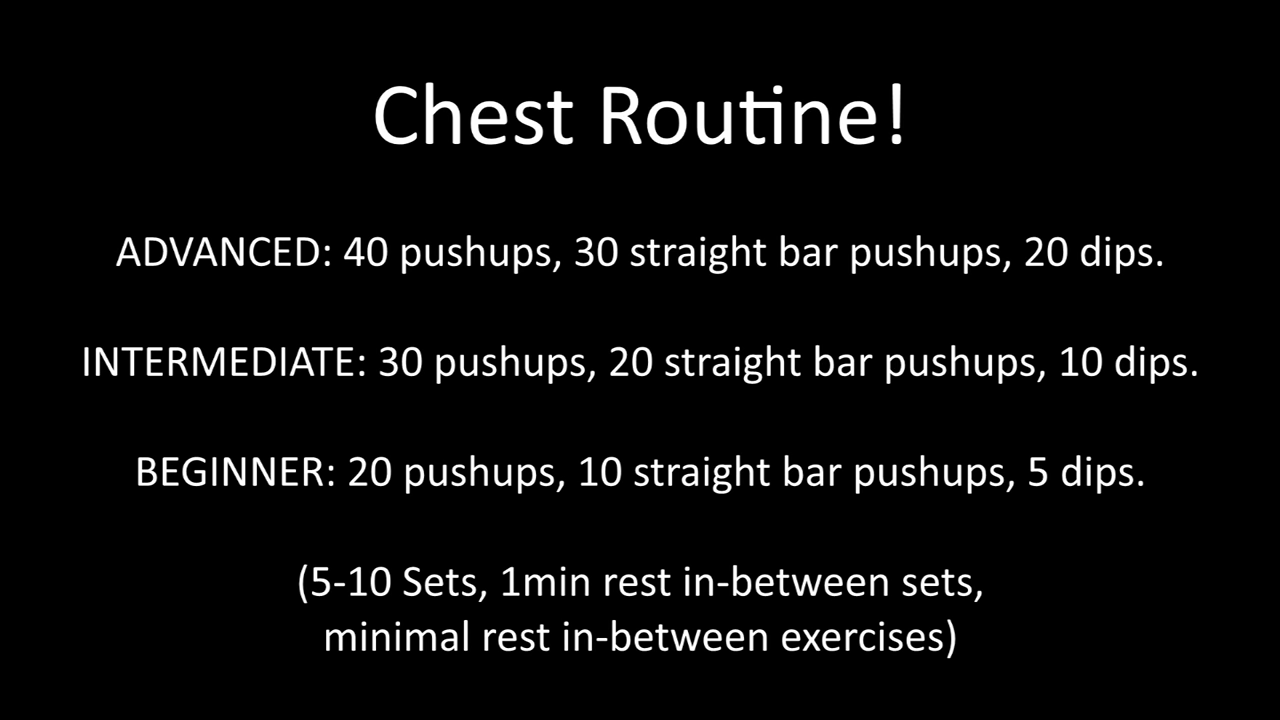 Chest Routine!
ADVANCED: 40 pushups, 30 straight bar pushups, 20 dips.
INTERMEDIATE: 30 pushups, 20 straight bar pushups, 10 dips.
BEGINNER: 20 pushups, 10 straight bar pushups, 5 dips.
(5-10 Sets, 1min rest in-between sets,
minimal rest in-between exercises)